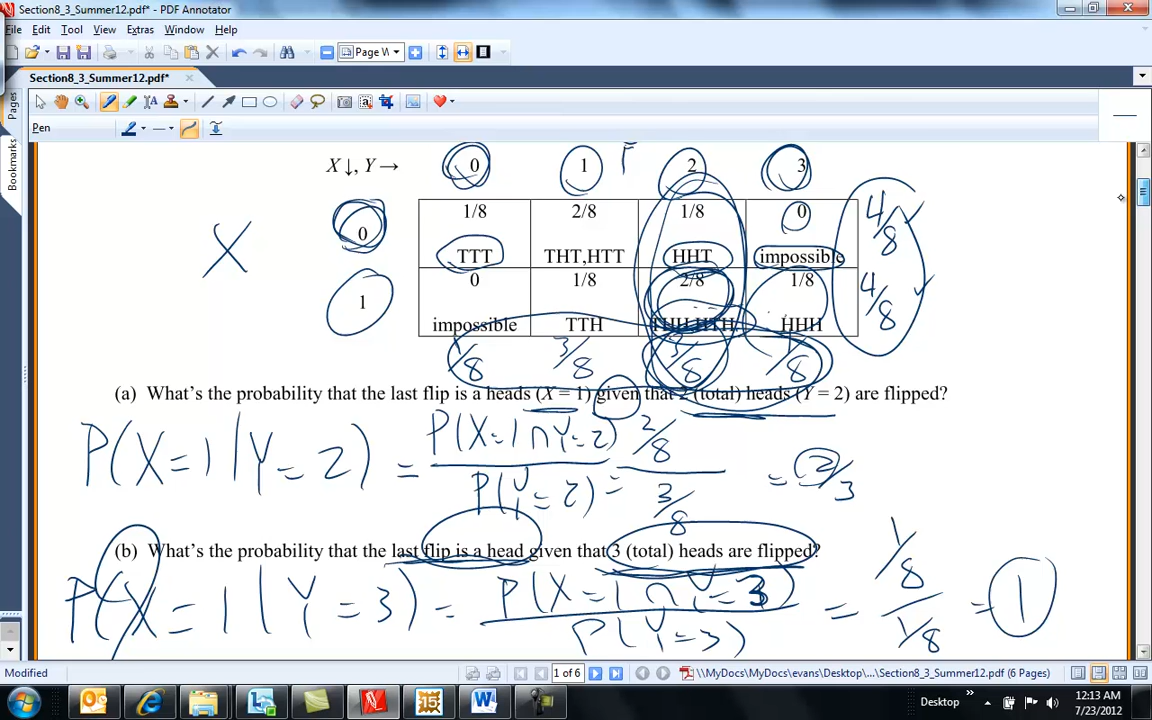 Section8_3_Summer12.pdf* - PDF Annotator
File Edit Tool View Extras Window Help
Page W
Section8_3_Summer12.pdf*
Pen
Pages
Bookmarks
X ↓, Y → 0 1 2 3
0 1/8 2/8 1/8 0 4/8
TTT THT,HTT HHT impossible
1 0 1/8 2/8 1/8 4/8
impossible TTH THH,HTH HHH
1/8 3/8 3/8 1/8
X
(a) What's the probability that the last flip is a heads (X = 1) given that 2 (total) heads (Y = 2) are flipped?
P(X=1|Y=2) = P(X=1∩Y=2)/P(Y=2) = 2/8 / 3/8 = 2/3
(b) What's the probability that the last flip is a head given that 3 (total) heads are flipped?
P(X=1|Y=3) = P(X=1∩Y=3)/P(Y=3) = 1/8 / 1/8 = 1
Modified
1 of 6
\\MyDocs\MyDocs\evans\Desktop\...\Section8_3_Summer12.pdf (6 Pages)
Desktop
12:13 AM
7/23/2012